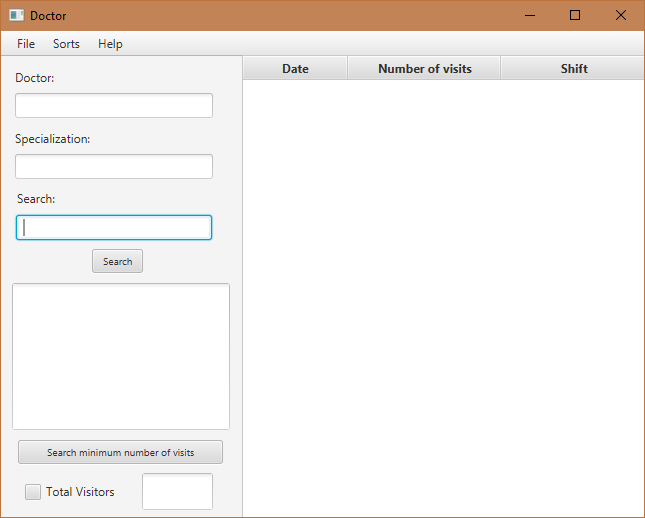 Doctor
File Sorts Help
Doctor:
Specialization:
Search:
Search
Search minimum number of visits
Total Visitors
Date Number of visits Shift